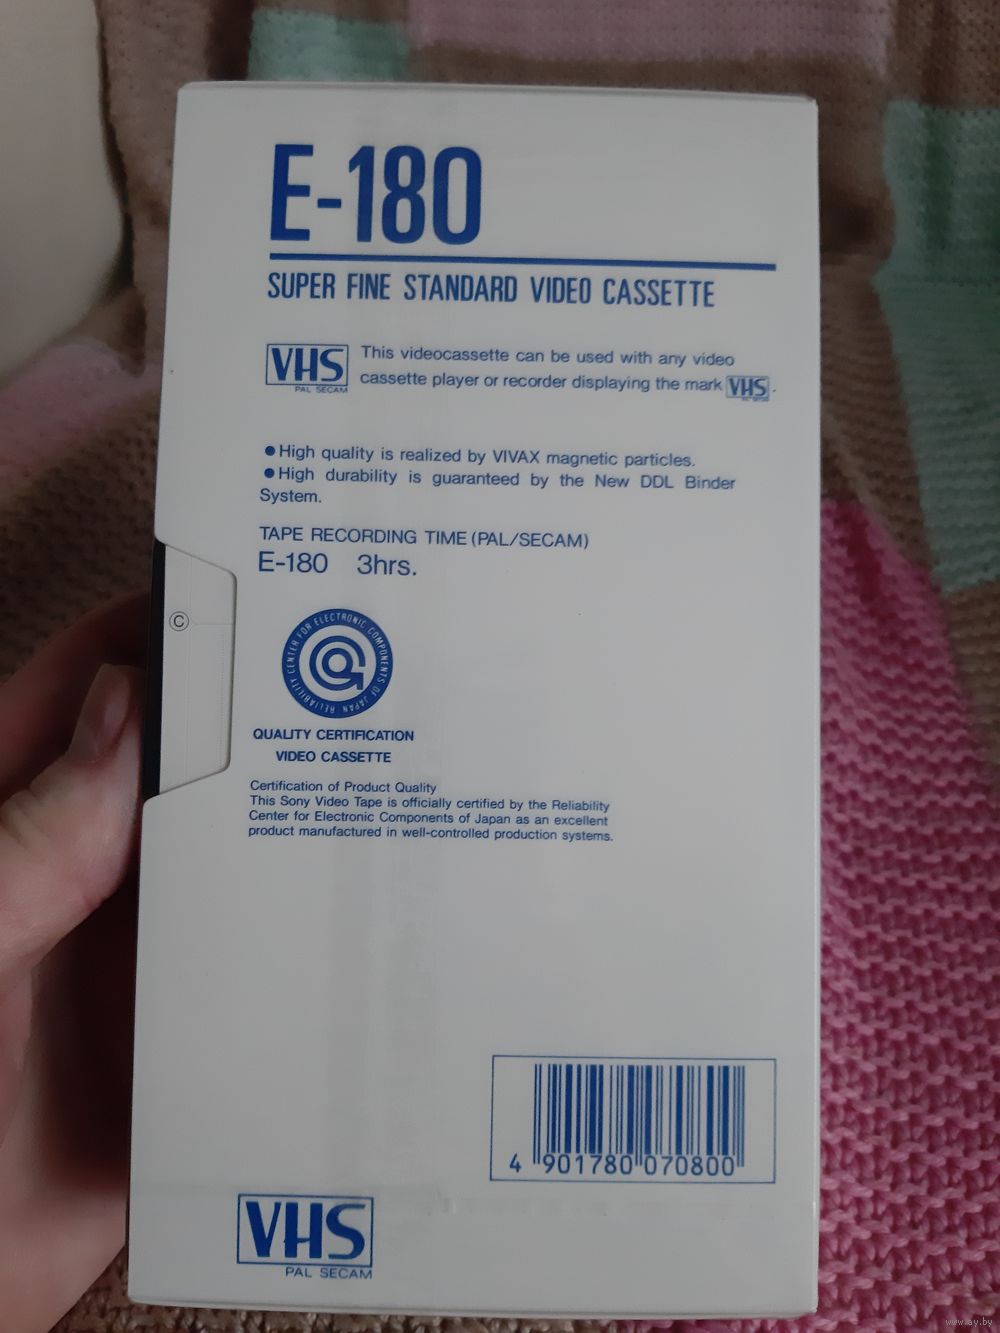 E-180
SUPER FINE STANDARD VIDEO CASSETTE
VHS This videocassette can be used with any video
PAL SECAM cassette player or recorder displaying the mark VHS .
PAL SECAM
●High quality is realized by VIVAX magnetic particles.
●High durability is guaranteed by the New DDL Binder
System.
TAPE RECORDING TIME (PAL/SECAM)
E-180 3hrs.
C
RELIABILITY CENTER FOR ELECTRONIC COMPONENTS OF JAPAN
QUALITY CERTIFICATION
VIDEO CASSETTE
Certification of Product Quality
This Sony Video Tape is officially certified by the Reliability
Center for Electronic Components of Japan as an excellent
product manufactured in well-controlled production systems.
4 901780 070800
VHS
PAL SECAM
www.ay.by